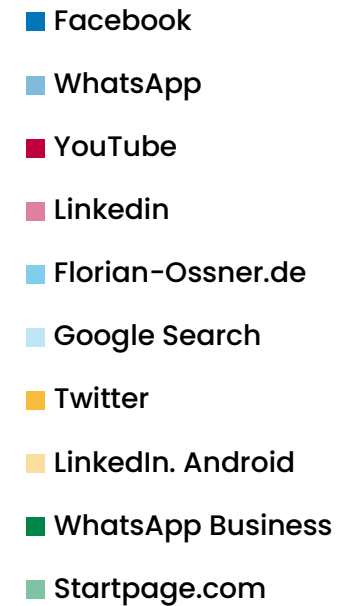 Facebook
WhatsApp
YouTube
Linkedin
Florian-Ossner.de
Google Search
Twitter
LinkedIn. Android
WhatsApp Business
Startpage.com